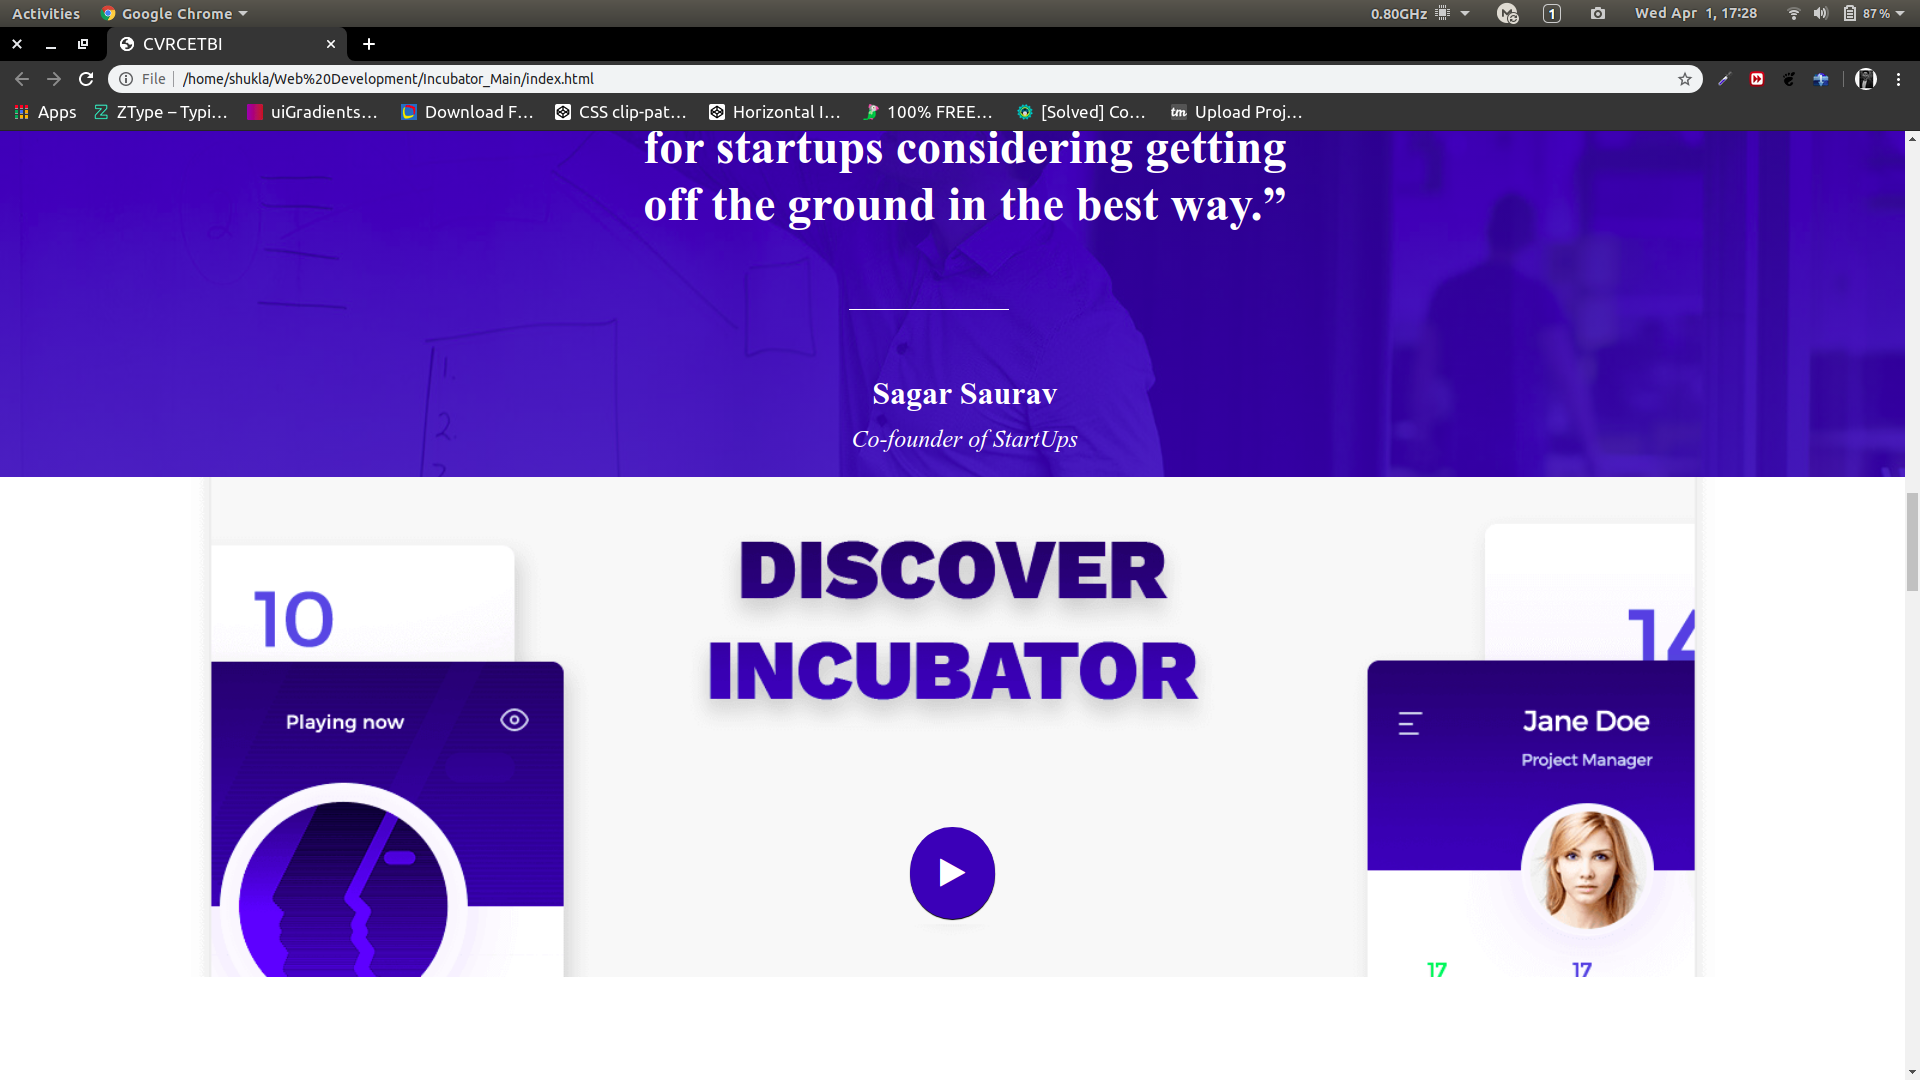 Activities Google Chrome 0.80GHz 1 Wed Apr 1, 17:28 87%
CVRCETBI
File /home/shukla/Web%20Development/Incubator_Main/index.html
Apps ZType – Typi... uiGradients... Download F... CSS clip-pat... Horizontal I... 100% FREE... [Solved] Co... tm Upload Proj...
for startups considering getting
off the ground in the best way.”
1.
2.
Sagar Saurav
Co-founder of StartUps
DISCOVER
INCUBATOR
10
14
Playing now
Jane Doe
Project Manager
17 17